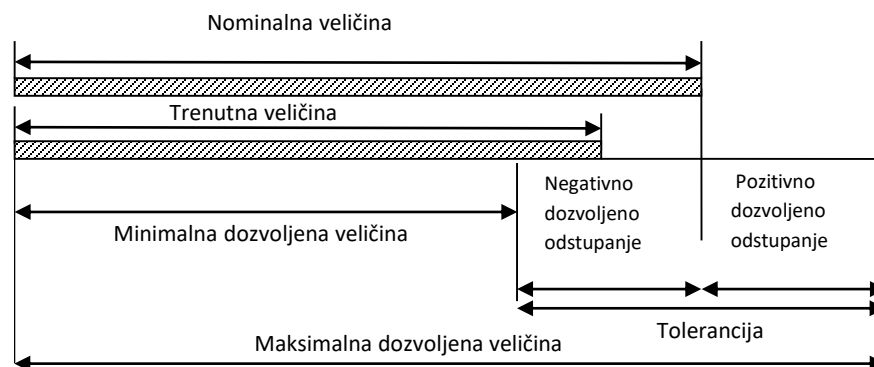 Nominalna veličina
Trenutna veličina
Negativno
dozvoljeno
odstupanje
Pozitivno
dozvoljeno
odstupanje
Minimalna dozvoljena veličina
Tolerancija
Maksimalna dozvoljena veličina